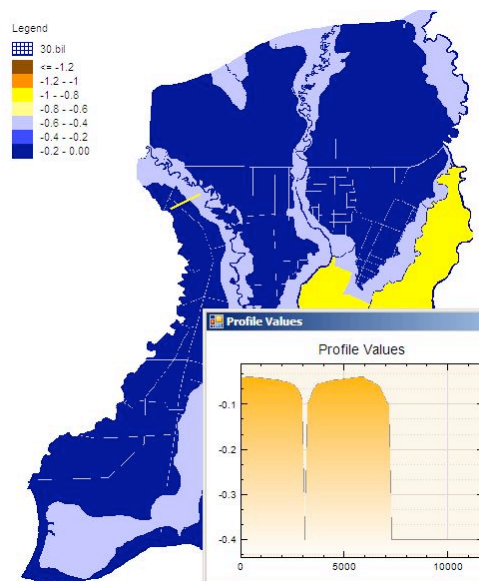 Legend
30.bil
<= -1.2
-1.2 - -1
-1 - -0.8
-0.8 - -0.6
-0.6 - -0.4
-0.4 - -0.2
-0.2 - 0.00
Profile Values
Profile Values
-0.1
-0.2
-0.3
-0.4
0
5000
10000